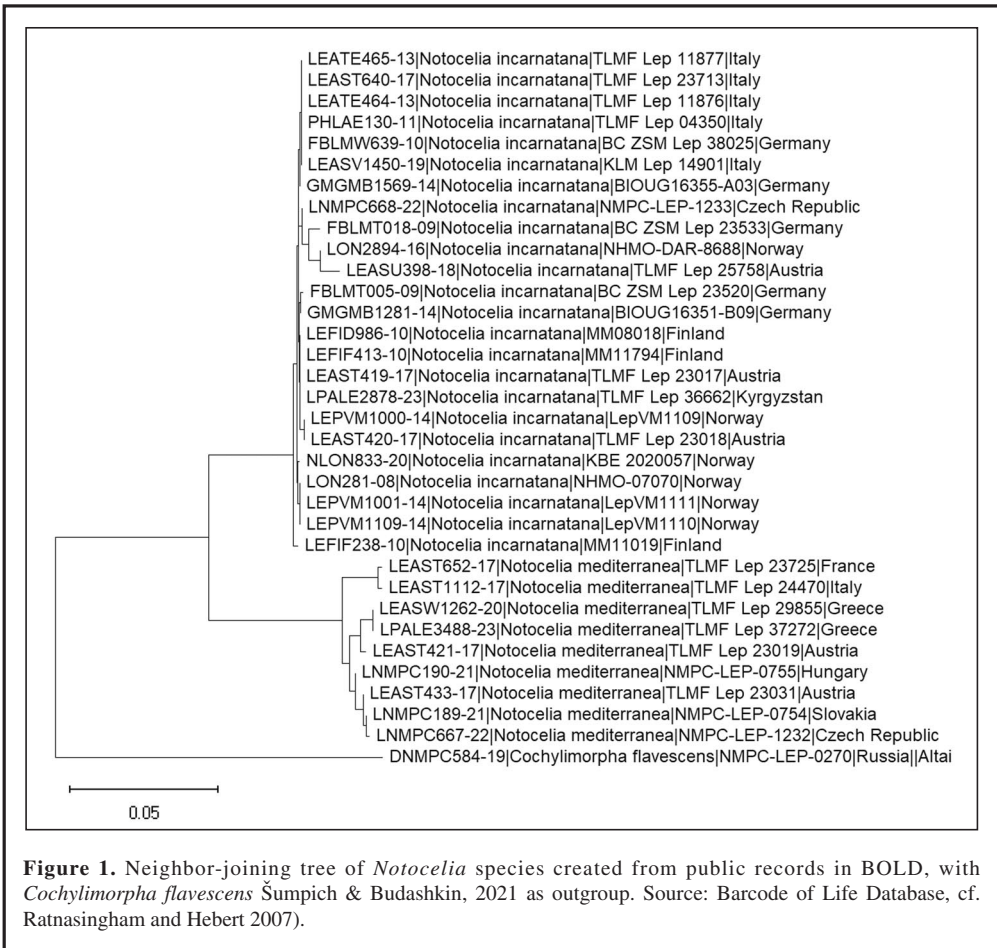 LEATE465-13|Notocelia incarnatana|TLMF Lep 11877|Italy
LEAST640-17|Notocelia incarnatana|TLMF Lep 23713|Italy
LEATE464-13|Notocelia incarnatana|TLMF Lep 11876|Italy
PHLAE130-11|Notocelia incarnatana|TLMF Lep 04350|Italy
FBLMW639-10|Notocelia incarnatana|BC ZSM Lep 38025|Germany
LEASV1450-19|Notocelia incarnatana|KLM Lep 14901|Italy
GMGMB1569-14|Notocelia incarnatana|BIOUG16355-A03|Germany
LNMPC668-22|Notocelia incarnatana|NMPC-LEP-1233|Czech Republic
FBLMT018-09|Notocelia incarnatana|BC ZSM Lep 23533|Germany
LON2894-16|Notocelia incarnatana|NHMO-DAR-8688|Norway
LEASU398-18|Notocelia incarnatana|TLMF Lep 25758|Austria
FBLMT005-09|Notocelia incarnatana|BC ZSM Lep 23520|Germany
GMGMB1281-14|Notocelia incarnatana|BIOUG16351-B09|Germany
LEFID986-10|Notocelia incarnatana|MM08018|Finland
LEFIF413-10|Notocelia incarnatana|MM11794|Finland
LEAST419-17|Notocelia incarnatana|TLMF Lep 23017|Austria
LPALE2878-23|Notocelia incarnatana|TLMF Lep 36662|Kyrgyzstan
LEPVM1000-14|Notocelia incarnatana|LepVM1109|Norway
LEAST420-17|Notocelia incarnatana|TLMF Lep 23018|Austria
NLON833-20|Notocelia incarnatana|KBE 2020057|Norway
LON281-08|Notocelia incarnatana|NHMO-07070|Norway
LEPVM1001-14|Notocelia incarnatana|LepVM1111|Norway
LEPVM1109-14|Notocelia incarnatana|LepVM1110|Norway
LEFIF238-10|Notocelia incarnatana|MM11019|Finland
LEAST652-17|Notocelia mediterranea|TLMF Lep 23725|France
LEAST1112-17|Notocelia mediterranea|TLMF Lep 24470|Italy
LEASW1262-20|Notocelia mediterranea|TLMF Lep 29855|Greece
LPALE3488-23|Notocelia mediterranea|TLMF Lep 37272|Greece
LEAST421-17|Notocelia mediterranea|TLMF Lep 23019|Austria
LNMPC190-21|Notocelia mediterranea|NMPC-LEP-0755|Hungary
LEAST433-17|Notocelia mediterranea|TLMF Lep 23031|Austria
LNMPC189-21|Notocelia mediterranea|NMPC-LEP-0754|Slovakia
LNMPC667-22|Notocelia mediterranea|NMPC-LEP-1232|Czech Republic
DNMPC584-19|Cochylimorpha flavescens|NMPC-LEP-0270|Russia||Altai
0.05
Figure 1. Neighbor-joining tree of Notocelia species created from public records in BOLD, with
Cochylimorpha flavescens Šumpich & Budashkin, 2021 as outgroup. Source: Barcode of Life Database, cf.
Ratnasingham and Hebert 2007).